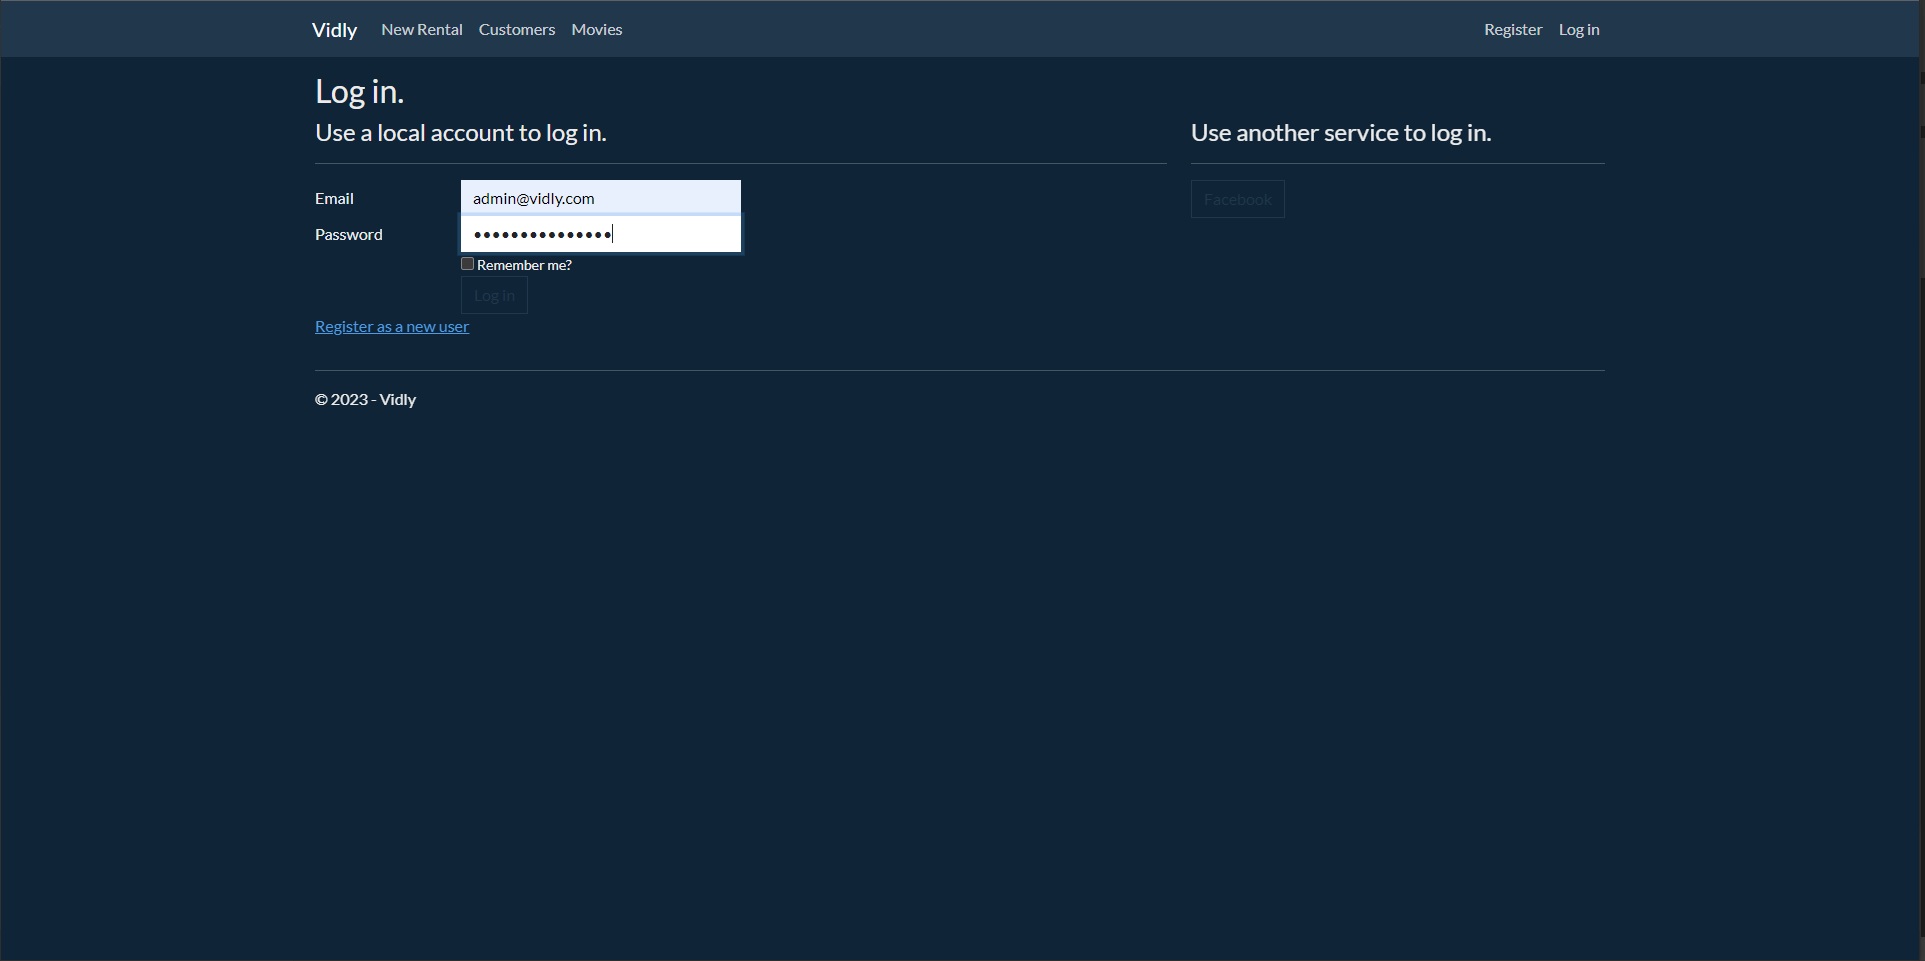 Vidly New Rental Customers Movies Register Log in
Log in.
Use a local account to log in.
Email admin@vidly.com
Password •••••••••••••••
Remember me?
Log in
Register as a new user
Use another service to log in.
Facebook
© 2023 - Vidly